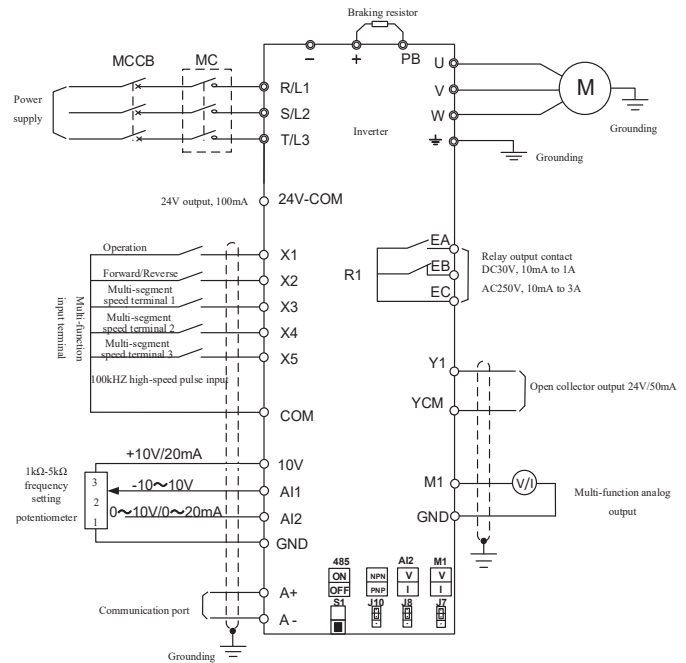 Braking resistor
MCCB
MC
−
+
PB
Power
supply
R/L1
S/L2
T/L3
Inverter
U
V
W
M
Grounding
Grounding
24V output, 100mA
24V-COM
Operation
Forward/Reverse
Multi-segment
speed terminal 1
Multi-segment
speed terminal 2
Multi-segment
speed terminal 3
100kHZ high-speed pulse input
Multi-function
input terminal
X1
X2
X3
X4
X5
COM
R1
EA
EB
EC
Relay output contact
DC30V, 10mA to 1A
AC250V, 10mA to 3A
Y1
YCM
Open collector output 24V/50mA
+10V/20mA
-10～10V
0～10V/0～20mA
1kΩ-5kΩ
frequency
setting
potentiometer
3
2
1
10V
AI1
AI2
GND
M1
GND
V/I
Multi-function analog
output
Communication port
A+
A -
Grounding
485
ON
OFF
S1
NPN
PNP
J10
AI2
V
I
J8
M1
V
I
J7